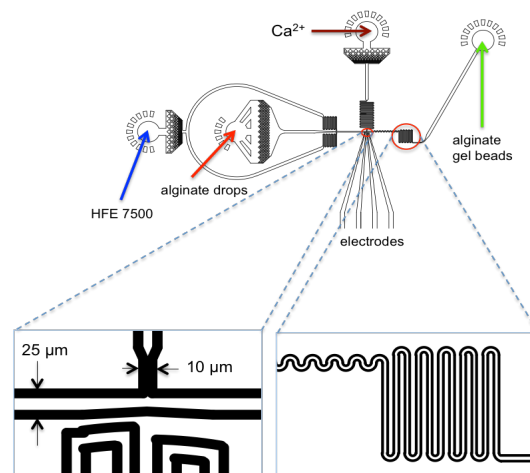 Ca²⁺
alginate drops
HFE 7500
alginate
gel beads
electrodes
25 µm
10 µm